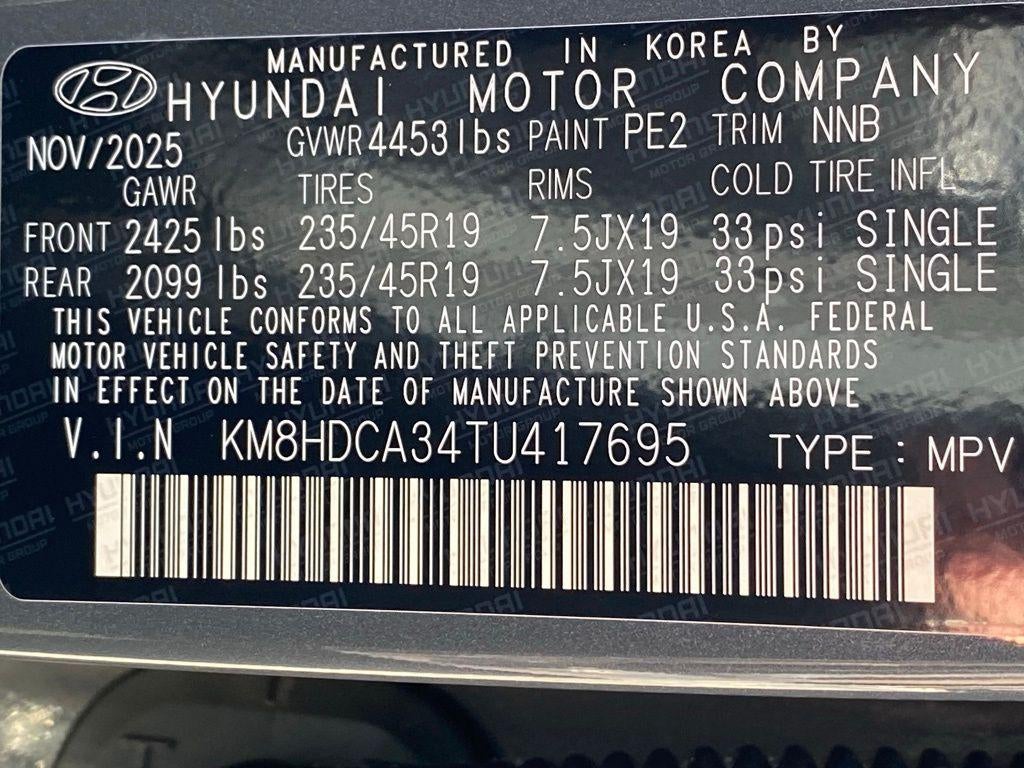 MANUFACTURED IN KOREA BY
HYUNDAI MOTOR COMPANY
NOV/2025 GVWR 4453 lbs PAINT PE2 TRIM NNB
GAWR TIRES RIMS COLD TIRE INFL
FRONT 2425 lbs 235/45R19 7.5JX19 33psi SINGLE
REAR 2099 lbs 235/45R19 7.5JX19 33psi SINGLE
THIS VEHICLE CONFORMS TO ALL APPLICABLE U.S.A. FEDERAL
MOTOR VEHICLE SAFETY AND THEFT PREVENTION STANDARDS
IN EFFECT ON THE DATE OF MANUFACTURE SHOWN ABOVE
V.I.N KM8HDCA34TU417695 TYPE : MPV